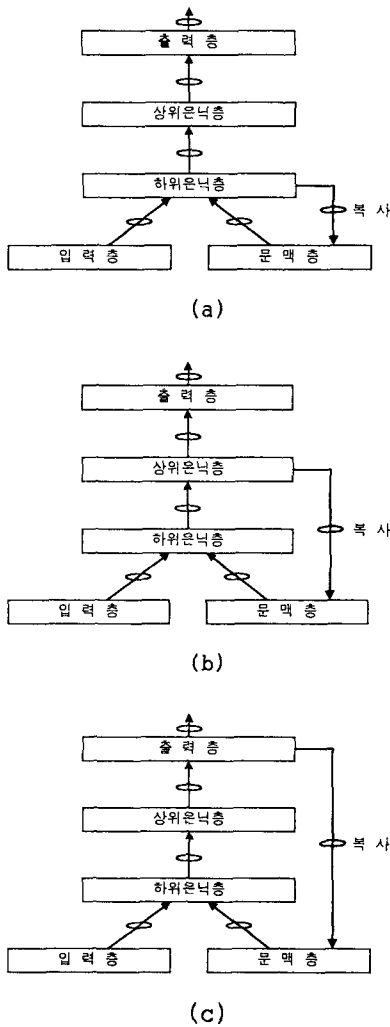 출 력 층
상위은닉층
하위은닉층
복 사
입 력 층
문 맥 층
(a)
출 력 층
상위은닉층
하위은닉층
복 사
입 력 층
문 맥 층
(b)
출 력 층
상위은닉층
복 사
하위은닉층
입 력 층
문 맥 층
(c)